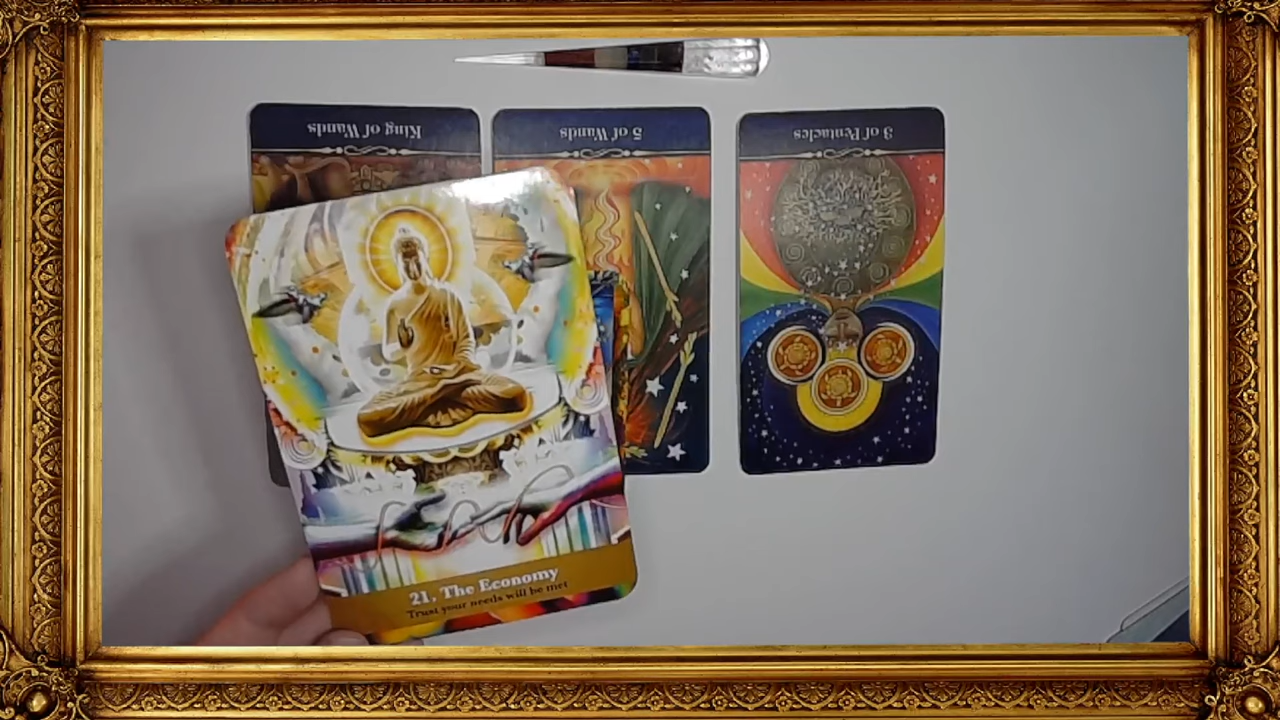 King of Wands
5 of Wands
3 of Pentacles
21, The Economy
Trust your needs will be met